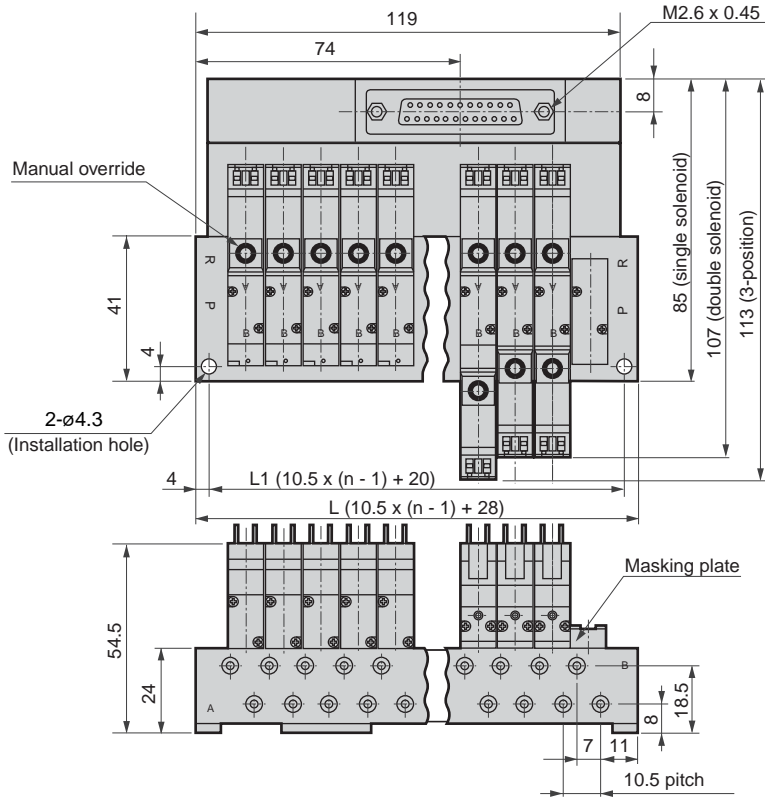 119
M2.6 x 0.45
74
8
Manual override
R
P
R
P
A A A A A A A A
B B B B B B B B
41
4
85 (single solenoid)
107 (double solenoid)
113 (3-position)
2-ø4.3
(Installation hole)
4
L1 (10.5 x (n - 1) + 20)
L (10.5 x (n - 1) + 28)
Masking plate
54.5
24
A
B
18.5
8
7
11
10.5 pitch